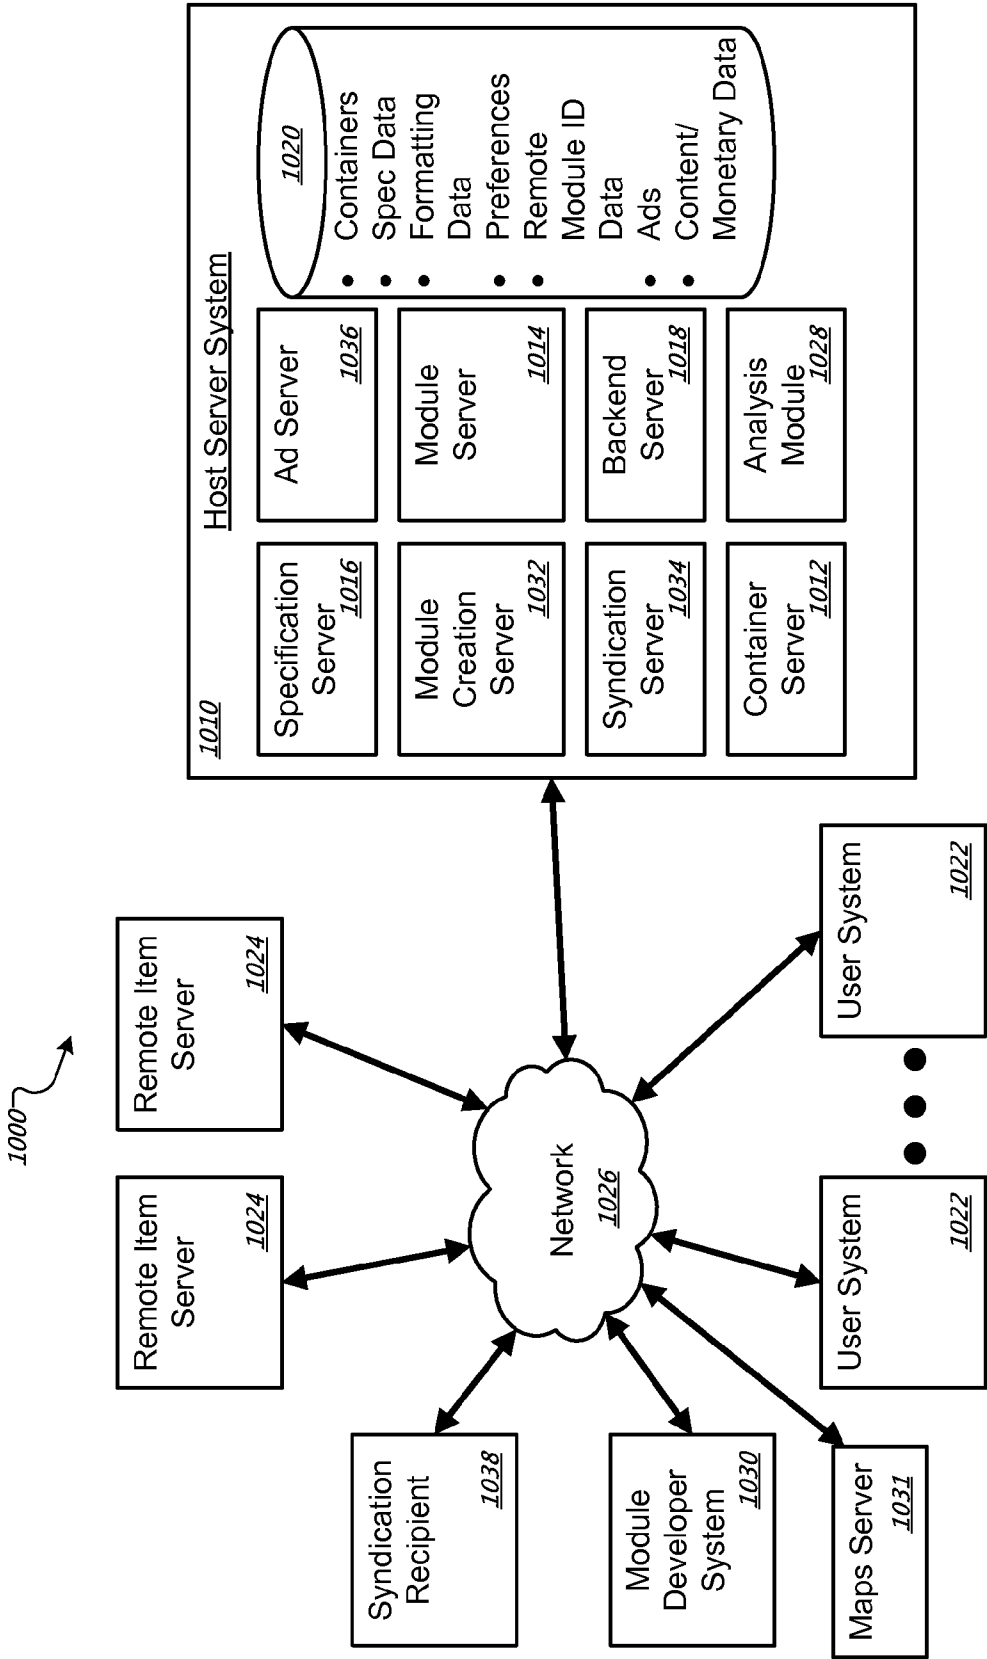 1000
Remote Item
Server
1024
Remote Item
Server
1024
Syndication
Recipient
1038
Module
Developer
System
1030
Maps Server
1031
Network
1026
User System
1022
User System
1022
1010
Host Server System
Specification
Server
1016
Ad Server
1036
Module
Creation
Server
1032
Module
Server
1014
Syndication
Server
1034
Backend
Server
1018
Container
Server
1012
Analysis
Module
1028
1020
• Containers
• Spec Data
• Formatting
Data
• Preferences
• Remote
Module ID
Data
• Ads
• Content/
Monetary Data